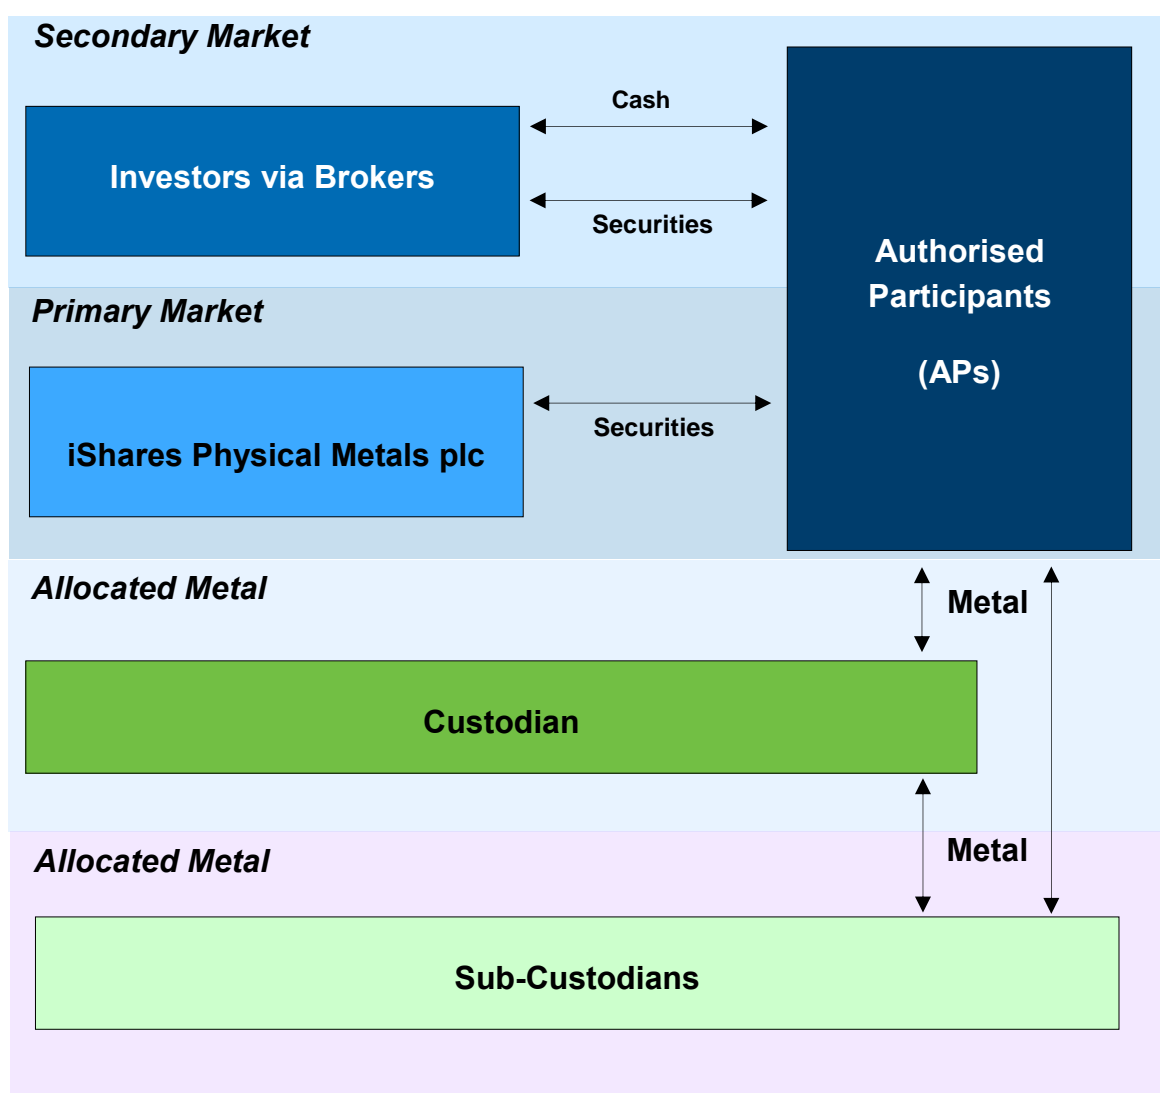 Secondary Market
Cash
Investors via Brokers
Securities
Authorised
Participants
(APs)
Primary Market
iShares Physical Metals plc
Securities
Allocated Metal
Metal
Custodian
Metal
Allocated Metal
Sub-Custodians